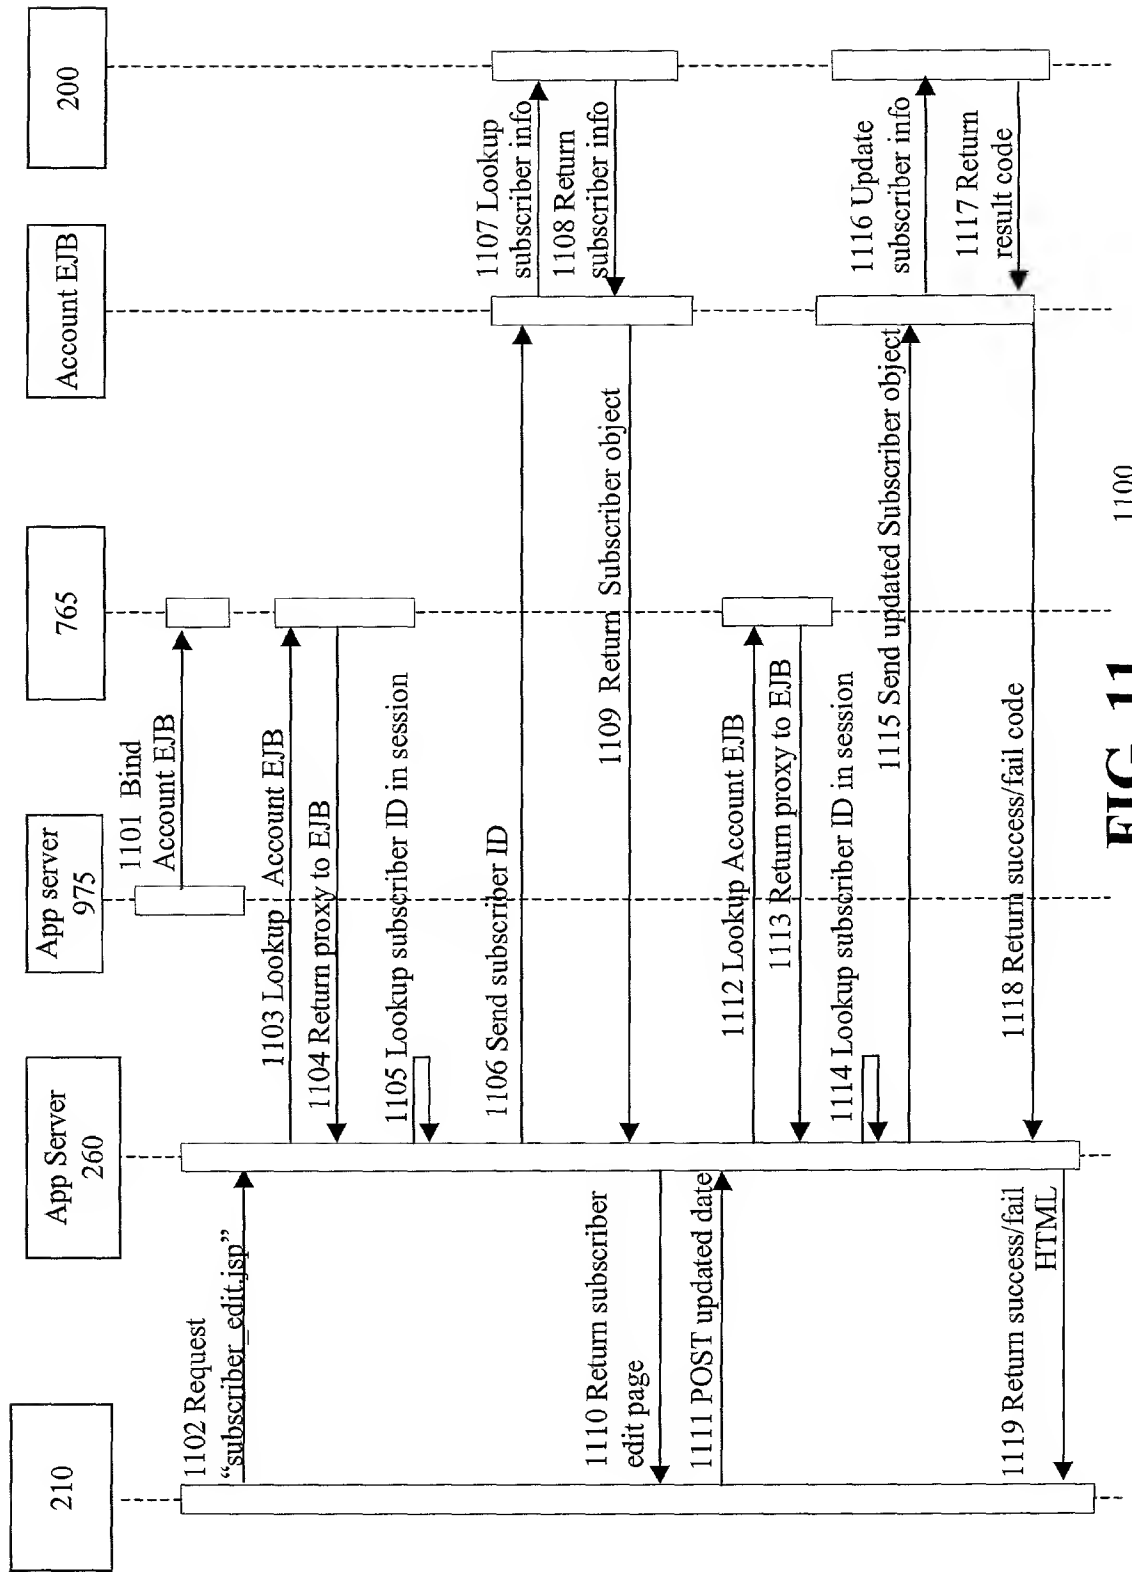 210
App Server
260
App server
975
765
Account EJB
200
1101 Bind
Account EJB
1102 Request
“subscriber_edit.jsp”
1103 Lookup Account EJB
1104 Return proxy to EJB
1105 Lookup subscriber ID in session
1106 Send subscriber ID
1107 Lookup
subscriber info
1108 Return
subscriber info
1109 Return Subscriber object
1110 Return subscriber
edit page
1111 POST updated date
1112 Lookup Account EJB
1113 Return proxy to EJB
1114 Lookup subscriber ID in session
1115 Send updated Subscriber object
1116 Update
subscriber info
1117 Return
result code
1118 Return success/fail code
1119 Return success/fail
HTML
FIG. 11
1100